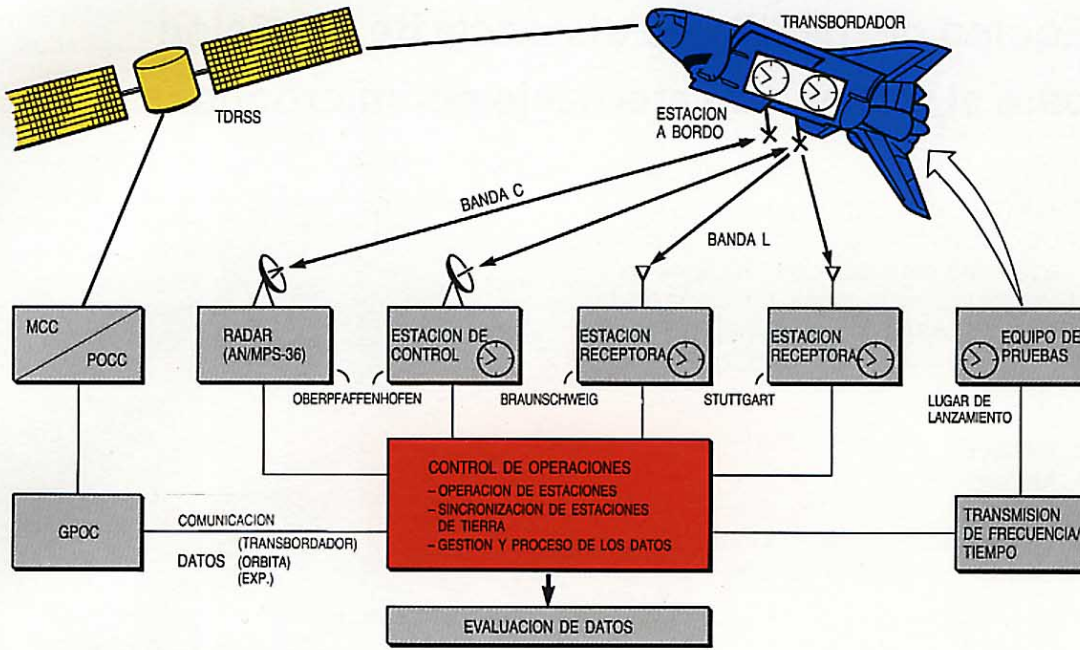 TRANSBORDADOR
TDRSS
ESTACION
A BORDO
BANDA C
BANDA L
MCC
POCC
RADAR
(AN/MPS-36)
ESTACION DE
CONTROL
ESTACION
RECEPTORA
ESTACION
RECEPTORA
EQUIPO DE
PRUEBAS
OBERPFAFFENHOFEN
BRAUNSCHWEIG
STUTTGART
LUGAR DE
LANZAMIENTO
CONTROL DE OPERACIONES
– OPERACION DE ESTACIONES
– SINCRONIZACION DE ESTACIONES
DE TIERRA
– GESTION Y PROCESO DE LOS DATOS
GPOC
COMUNICACION
DATOS (TRANSBORDADOR)
(ORBITA)
(EXP.)
TRANSMISION
DE FRECUENCIA/
TIEMPO
EVALUACION DE DATOS